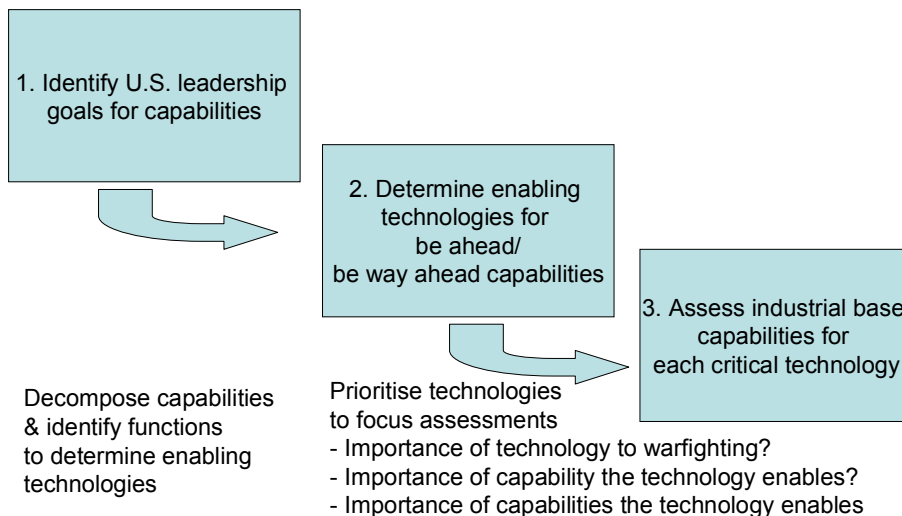 1. Identify U.S. leadership
goals for capabilities
2. Determine enabling
technologies for
be ahead/
be way ahead capabilities
3. Assess industrial base
capabilities for
each critical technology
Decompose capabilities
& identify functions
to determine enabling
technologies
Prioritise technologies
to focus assessments
- Importance of technology to warfighting?
- Importance of capability the technology enables?
- Importance of capabilities the technology enables